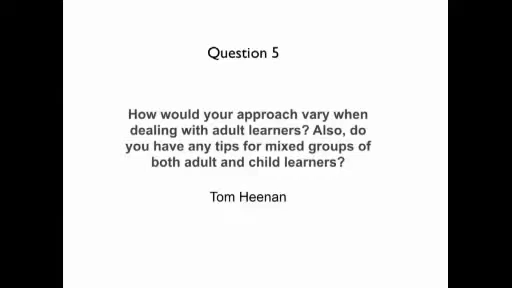 Question 5
How would your approach vary when
dealing with adult learners? Also, do
you have any tips for mixed groups of
both adult and child learners?
Tom Heenan